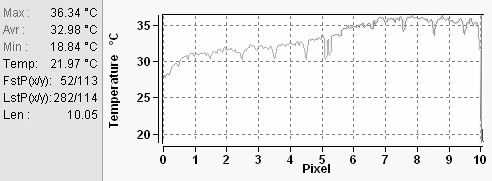 Max : 36.34 °C
Avr : 32.98 °C
Min : 18.84 °C
Temp: 21.97 °C
FstP(x/y): 52/113
LstP(x/y): 282/114
Len : 10.05
Temperature °C
35
30
25
20
0 1 2 3 4 5 6 7 8 9 10
Pixel